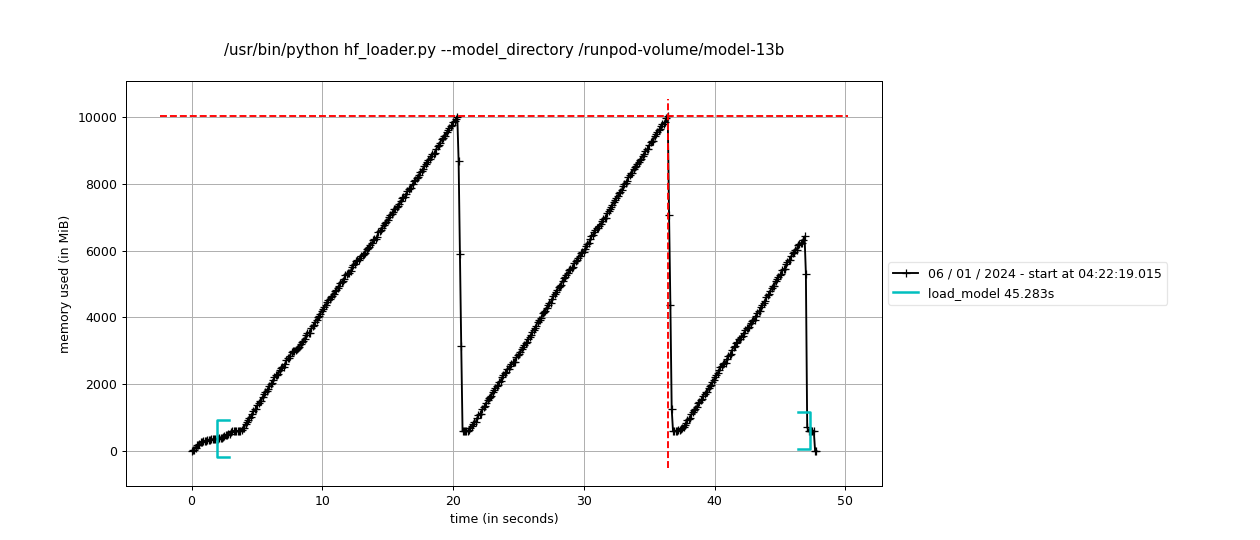 /usr/bin/python hf_loader.py --model_directory /runpod-volume/model-13b
memory used (in MiB)
10000
8000
6000
4000
2000
0
0 10 20 30 40 50
time (in seconds)
06 / 01 / 2024 - start at 04:22:19.015
load_model 45.283s